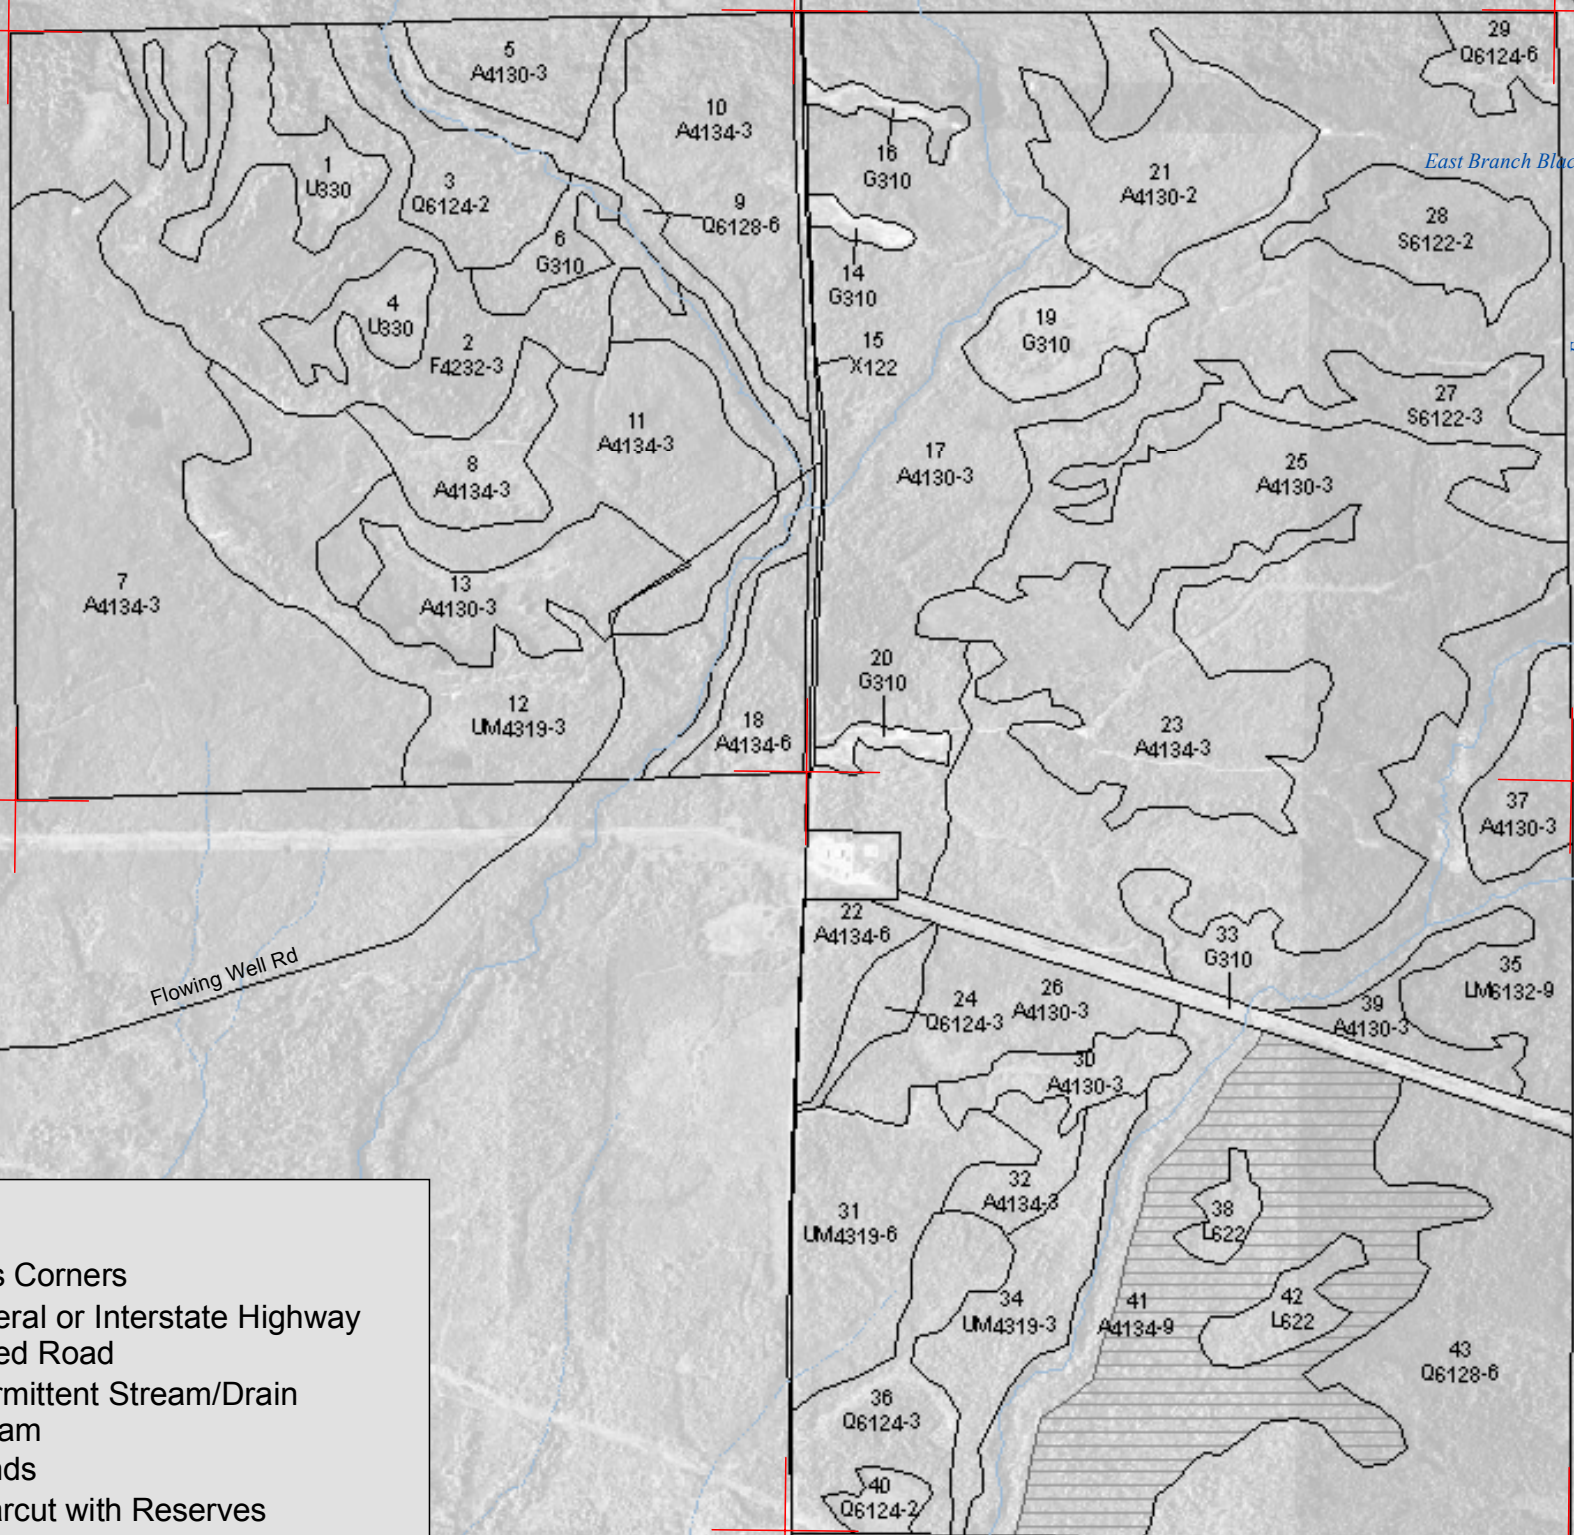 5
A4130-3
29
Q6124-6
10
A4134-3
1
U330
3
Q6124-2
16
G310
21
A4130-2
East Branch Blac
9
Q6128-6
28
S6122-2
6
G310
14
G310
4
U330
19
G310
2
F4232-3
15
X122
27
S6122-3
11
A4134-3
17
A4130-3
25
A4130-3
8
A4134-3
7
A4134-3
13
A4130-3
20
G310
12
UM4319-3
18
A4134-6
23
A4134-3
37
A4130-3
22
A4134-6
33
G310
Flowing Well Rd
24
Q6124-3
26
A4130-3
35
LM6132-9
39
A4130-3
30
A4130-3
32
A4134-3
31
UM4319-6
38
L622
34
UM4319-3
41
A4134-9
42
L622
43
Q6128-6
36
Q6124-3
40
Q6124-2
s Corners
eral or Interstate Highway
ed Road
rmittent Stream/Drain
am
nds
arcut with Reserves